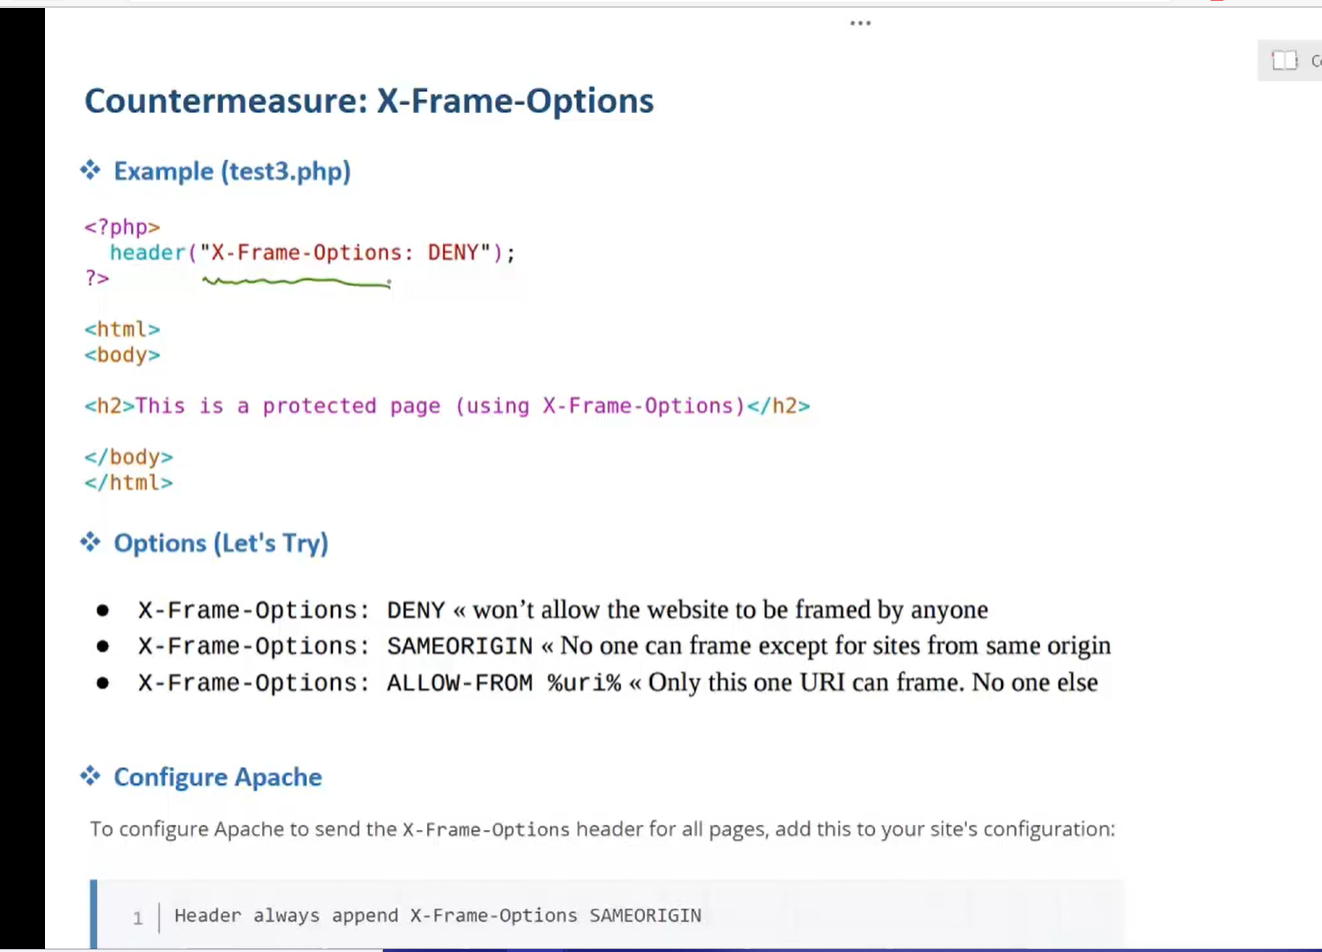 Countermeasure: X-Frame-Options
❖ Example (test3.php)
<?php>
header("X-Frame-Options: DENY");
?>
<html>
<body>
<h2>This is a protected page (using X-Frame-Options)</h2>
</body>
</html>
❖ Options (Let's Try)
● X-Frame-Options: DENY « won’t allow the website to be framed by anyone
● X-Frame-Options: SAMEORIGIN « No one can frame except for sites from same origin
● X-Frame-Options: ALLOW-FROM %uri% « Only this one URI can frame. No one else
❖ Configure Apache
To configure Apache to send the X-Frame-Options header for all pages, add this to your site's configuration:
1 Header always append X-Frame-Options SAMEORIGIN